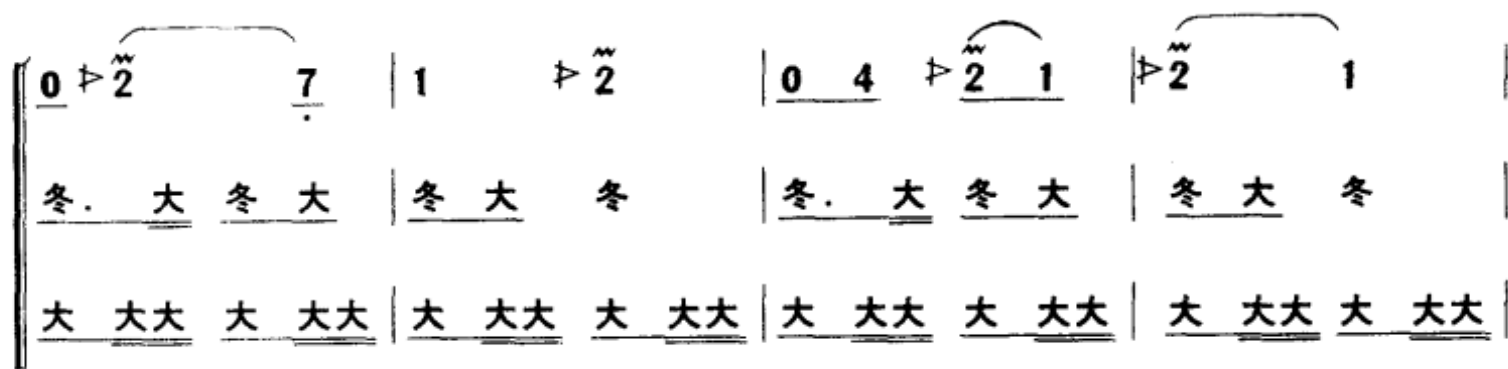 0 2 7 | 1 2 | 0 4 2 1 | 2 1 |
冬. 大 冬 大 | 冬 大 冬 | 冬. 大 冬 大 | 冬 大 冬 |
大 大大 大 大大 | 大 大大 大 大大 | 大 大大 大 大大 | 大 大大 大 大大 |